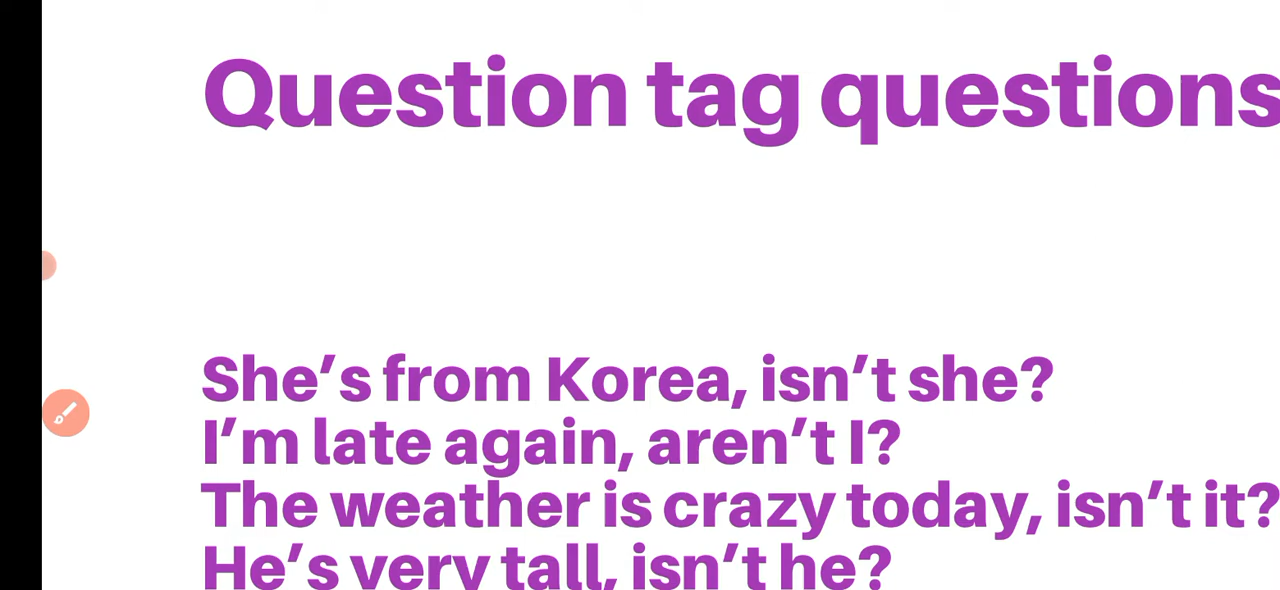 Question tag questions
She’s from Korea, isn’t she?
I’m late again, aren’t I?
The weather is crazy today, isn’t it?
He’s very tall, isn’t he?